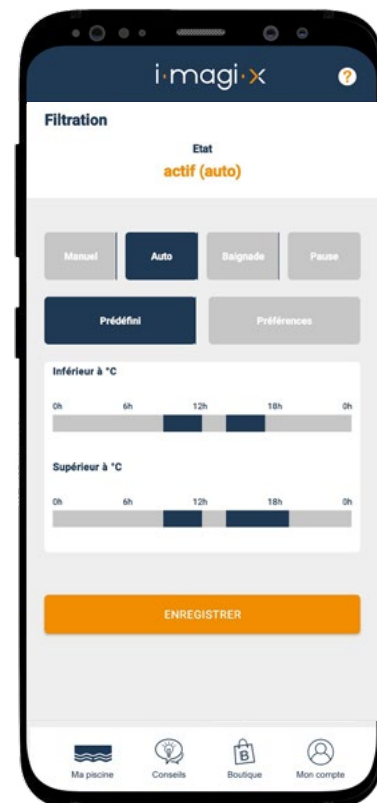 i·magi·x ?
Filtration
Etat
actif (auto)
Manuel Auto Baignade Pause
Prédéfini Préférences
Inférieur à °C
0h 6h 12h 18h 0h
Supérieur à °C
0h 6h 12h 18h 0h
ENREGISTRER
B
Ma piscine Conseils Boutique Mon compte